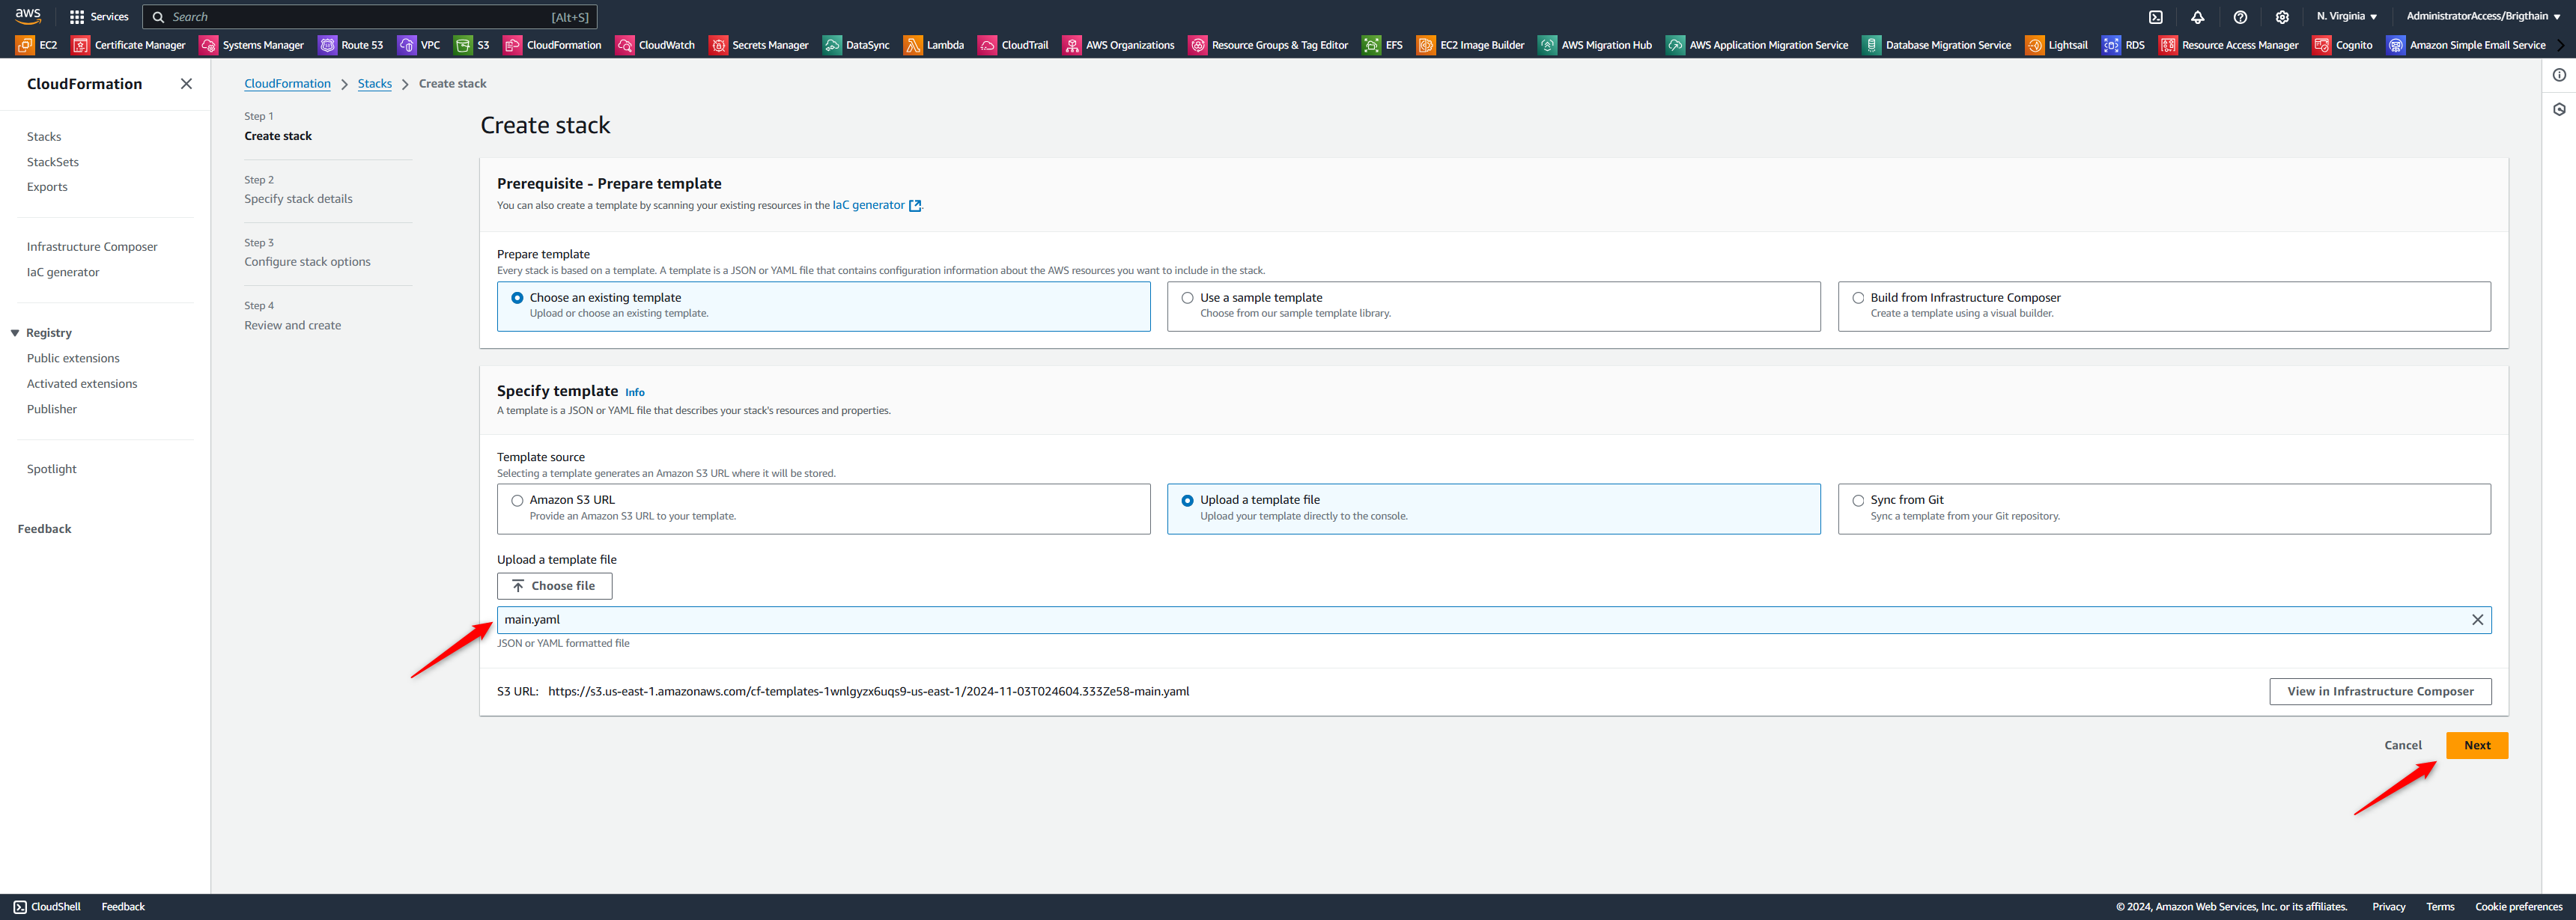 aws
Services
Search
[Alt+S]
N. Virginia
AdministratorAccess/Brigthain
EC2
Certificate Manager
Systems Manager
Route 53
VPC
S3
CloudFormation
CloudWatch
Secrets Manager
DataSync
Lambda
CloudTrail
AWS Organizations
Resource Groups & Tag Editor
EFS
EC2 Image Builder
AWS Migration Hub
AWS Application Migration Service
Database Migration Service
Lightsail
RDS
Resource Access Manager
Cognito
Amazon Simple Email Service
CloudFormation
Stacks
StackSets
Exports
Infrastructure Composer
IaC generator
Registry
Public extensions
Activated extensions
Publisher
Spotlight
Feedback
CloudFormation
Stacks
Create stack
Step 1
Create stack
Step 2
Specify stack details
Step 3
Configure stack options
Step 4
Review and create
Create stack
Prerequisite - Prepare template
You can also create a template by scanning your existing resources in the IaC generator.
Prepare template
Every stack is based on a template. A template is a JSON or YAML file that contains configuration information about the AWS resources you want to include in the stack.
Choose an existing template
Upload or choose an existing template.
Use a sample template
Choose from our sample template library.
Build from Infrastructure Composer
Create a template using a visual builder.
Specify template Info
A template is a JSON or YAML file that describes your stack's resources and properties.
Template source
Selecting a template generates an Amazon S3 URL where it will be stored.
Amazon S3 URL
Provide an Amazon S3 URL to your template.
Upload a template file
Upload your template directly to the console.
Sync from Git
Sync a template from your Git repository.
Upload a template file
Choose file
main.yaml
JSON or YAML formatted file
S3 URL: https://s3.us-east-1.amazonaws.com/cf-templates-1wnlgyzx6uqs9-us-east-1/2024-11-03T024604.333Ze58-main.yaml
View in Infrastructure Composer
Cancel
Next
CloudShell
Feedback
© 2024, Amazon Web Services, Inc. or its affiliates.
Privacy
Terms
Cookie preferences